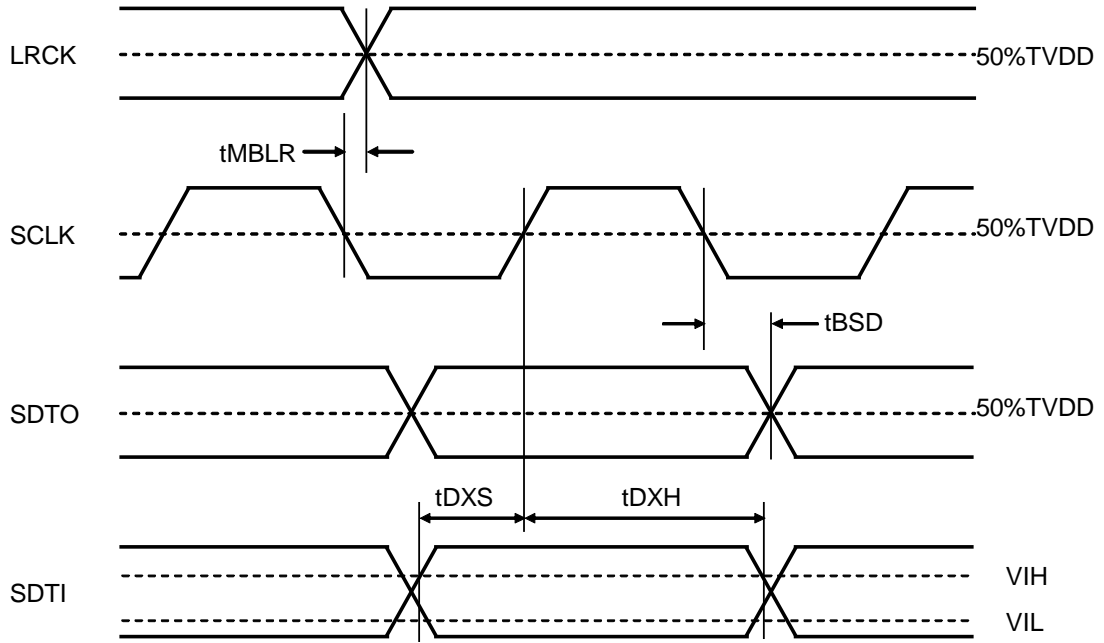 LRCK
50%TVDD
tMBLR
SCLK
50%TVDD
tBSD
SDTO
50%TVDD
tDXS
tDXH
SDTI
VIH
VIL